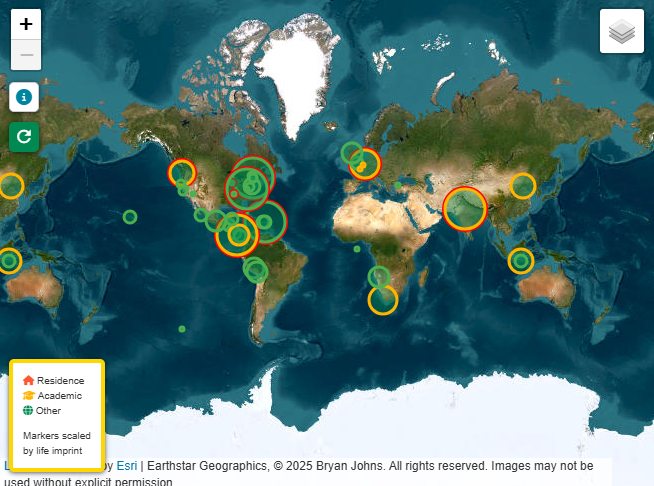 +
−
i
Residence
Academic
Other
Markers scaled
by life imprint
by Esri | Earthstar Geographics, © 2025 Bryan Johns. All rights reserved. Images may not be
used without explicit permission